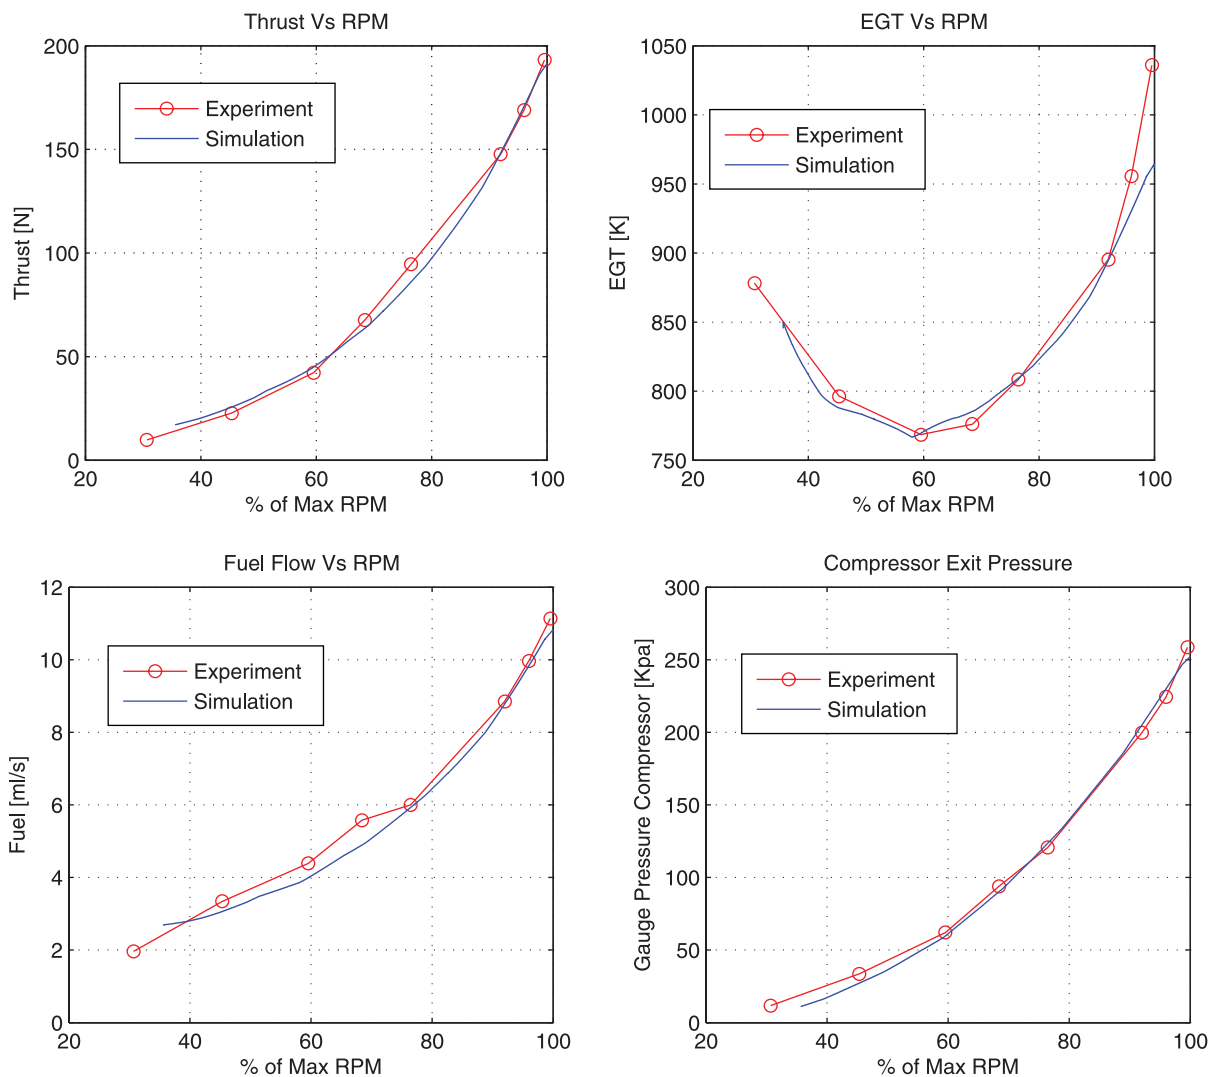 Thrust Vs RPM
200
150
100
50
0
Thrust [N]
Experiment
Simulation
20 40 60 80 100
% of Max RPM
EGT Vs RPM
1050
1000
950
900
850
800
750
EGT [K]
Experiment
Simulation
20 40 60 80 100
% of Max RPM
Fuel Flow Vs RPM
12
10
8
6
4
2
0
Fuel [ml/s]
Experiment
Simulation
20 40 60 80 100
% of Max RPM
Compressor Exit Pressure
300
250
200
150
100
50
0
Gauge Pressure Compressor [Kpa]
Experiment
Simulation
20 40 60 80 100
% of Max RPM